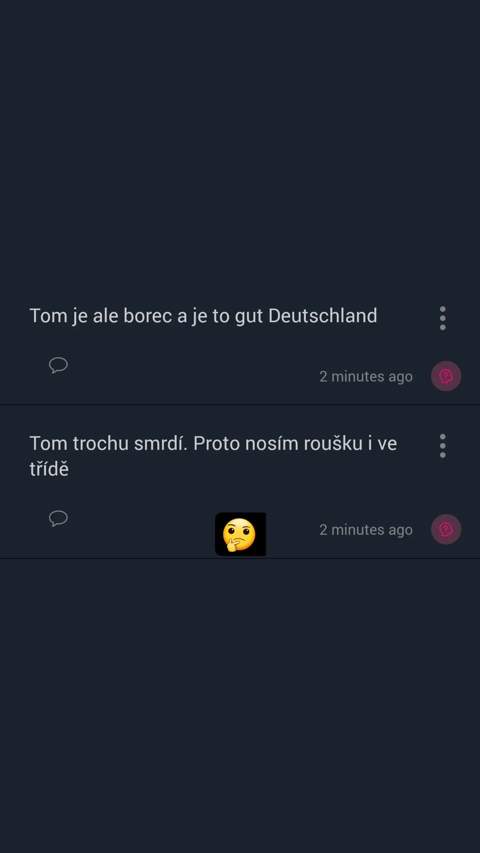 Tom je ale borec a je to gut Deutschland
2 minutes ago
Tom trochu smrdí. Proto nosím roušku i ve
třídě
2 minutes ago